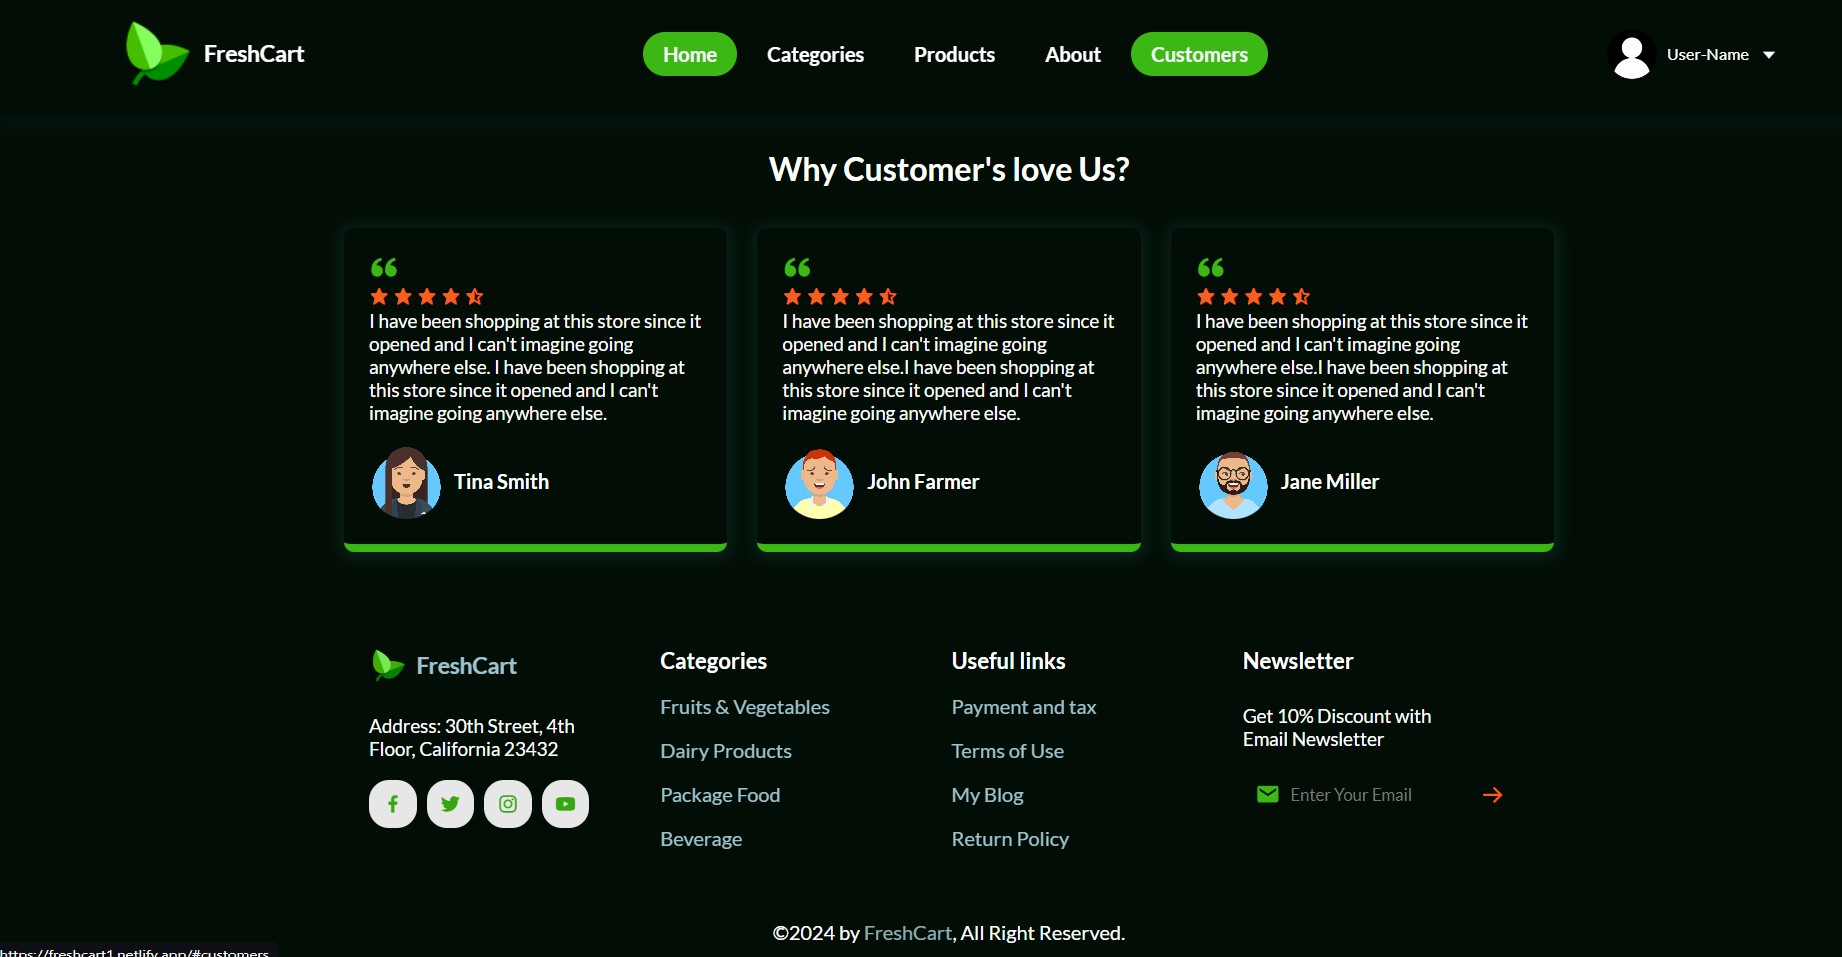 FreshCart
Home Categories Products About Customers
User-Name
Why Customer's love Us?
I have been shopping at this store since it
opened and I can't imagine going
anywhere else. I have been shopping at
this store since it opened and I can't
imagine going anywhere else.
Tina Smith
I have been shopping at this store since it
opened and I can't imagine going
anywhere else.I have been shopping at
this store since it opened and I can't
imagine going anywhere else.
John Farmer
I have been shopping at this store since it
opened and I can't imagine going
anywhere else.I have been shopping at
this store since it opened and I can't
imagine going anywhere else.
Jane Miller
FreshCart
Address: 30th Street, 4th
Floor, California 23432
Categories
Fruits & Vegetables
Dairy Products
Package Food
Beverage
Useful links
Payment and tax
Terms of Use
My Blog
Return Policy
Newsletter
Get 10% Discount with
Email Newsletter
Enter Your Email
©2024 by FreshCart, All Right Reserved.
https://freshcart1.netlify.app/#customers